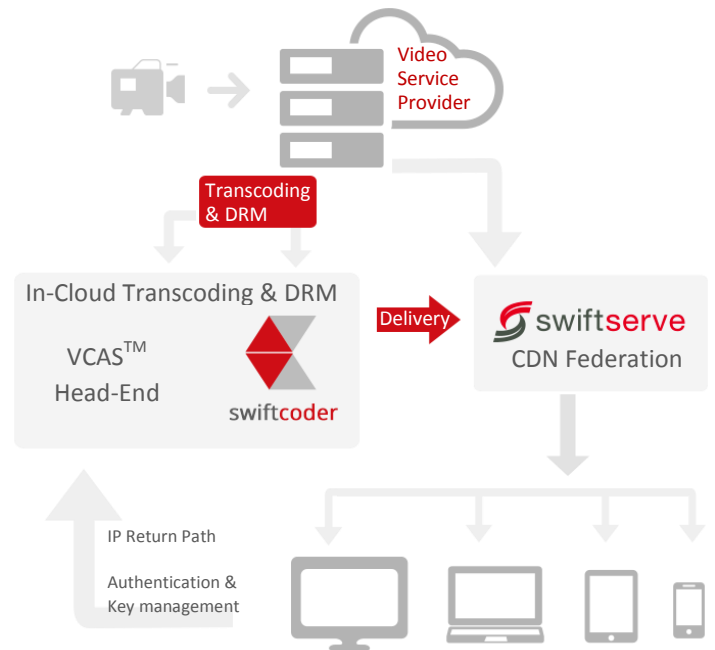 Video
Service
Provider
Transcoding
& DRM
In-Cloud Transcoding & DRM
VCAS™
Head-End
swiftcoder
Delivery
swiftserve
CDN Federation
IP Return Path
Authentication &
Key management